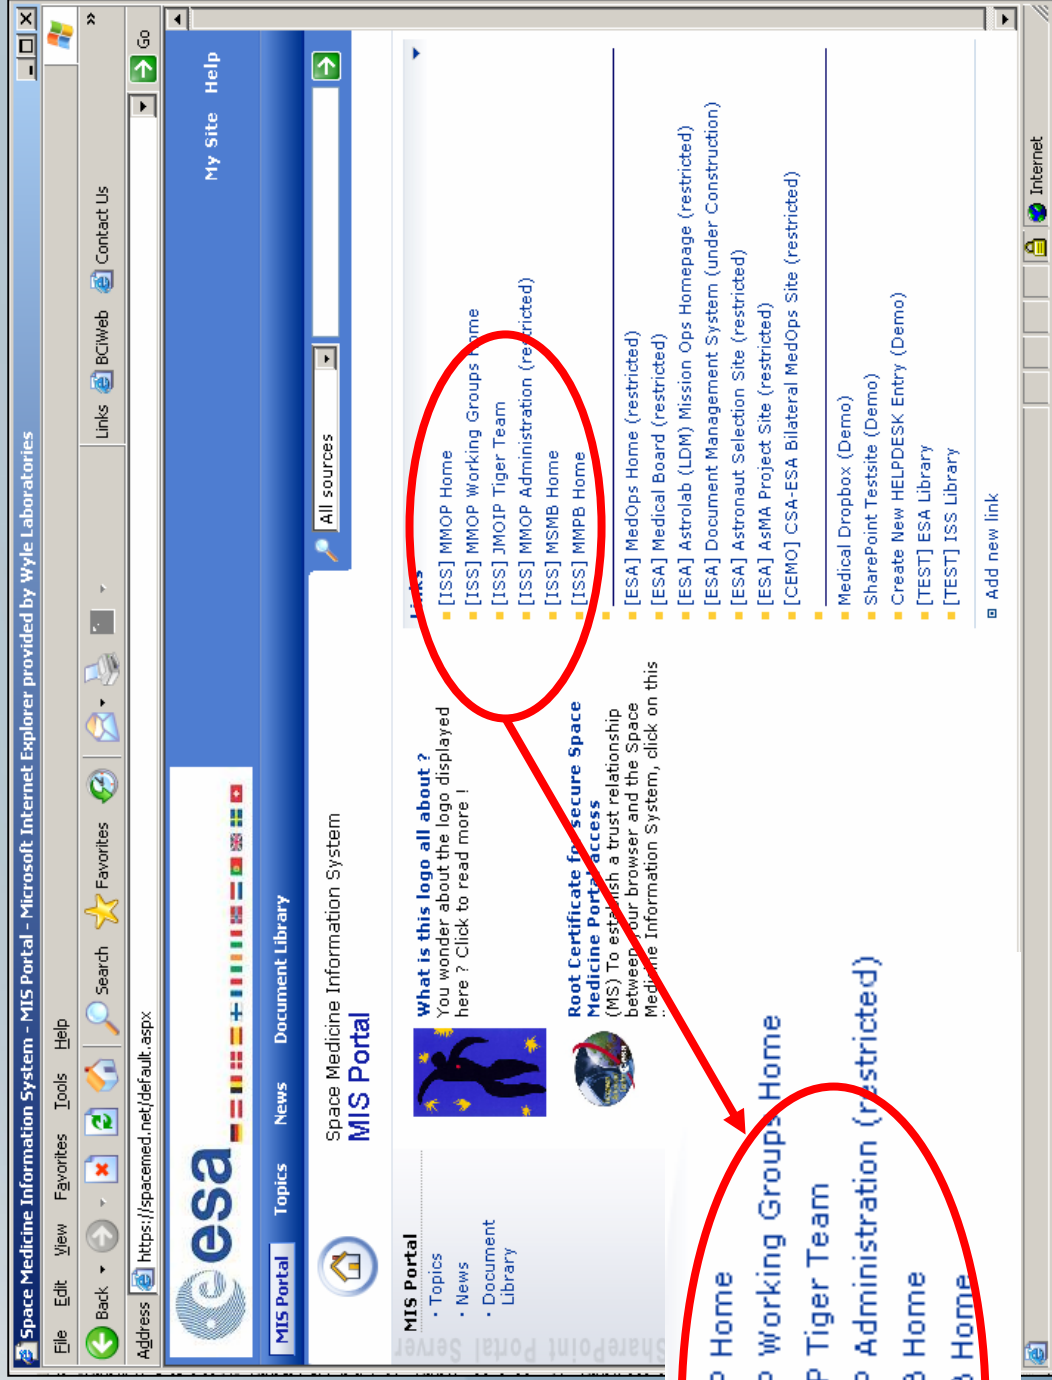 Space Medicine Information System - MIS Portal - Microsoft Internet Explorer provided by Wyle Laboratories
File Edit View Favorites Tools Help
Back Search Favorites Links BCIWeb Contact Us
Address https://spacemed.net/default.aspx Go
esa
My Site Help
MIS Portal Topics News Document Library
Space Medicine Information System
MIS Portal
All sources
MIS Portal
· Topics
· News
· Document
Library
SharePoint Portal Server
What is this logo all about ?
You wonder about the logo displayed
here ? Click to read more !
Root Certificate for secure Space
Medicine Portal access
(MS) To establish a trust relationship
between your browser and the Space
Medicine Information System, click on this
Links
[ISS] MMOP Home
[ISS] MMOP Working Groups Home
[ISS] JMOIP Tiger Team
[ISS] MMOP Administration (restricted)
[ISS] MSMB Home
[ISS] MMPB Home
[ESA] MedOps Home (restricted)
[ESA] Medical Board (restricted)
[ESA] Astrolab (LDM) Mission Ops Homepage (restricted)
[ESA] Document Management System (under Construction)
[ESA] Astronaut Selection Site (restricted)
[ESA] AsMA Project Site (restricted)
[CEMO] CSA-ESA Bilateral MedOps Site (restricted)
Medical Dropbox (Demo)
SharePoint Testsite (Demo)
Create New HELPDESK Entry (Demo)
[TEST] ESA Library
[TEST] ISS Library
Add new link
P Home
P Working Groups Home
P Tiger Team
P Administration (restricted)
B Home
B Home
Internet